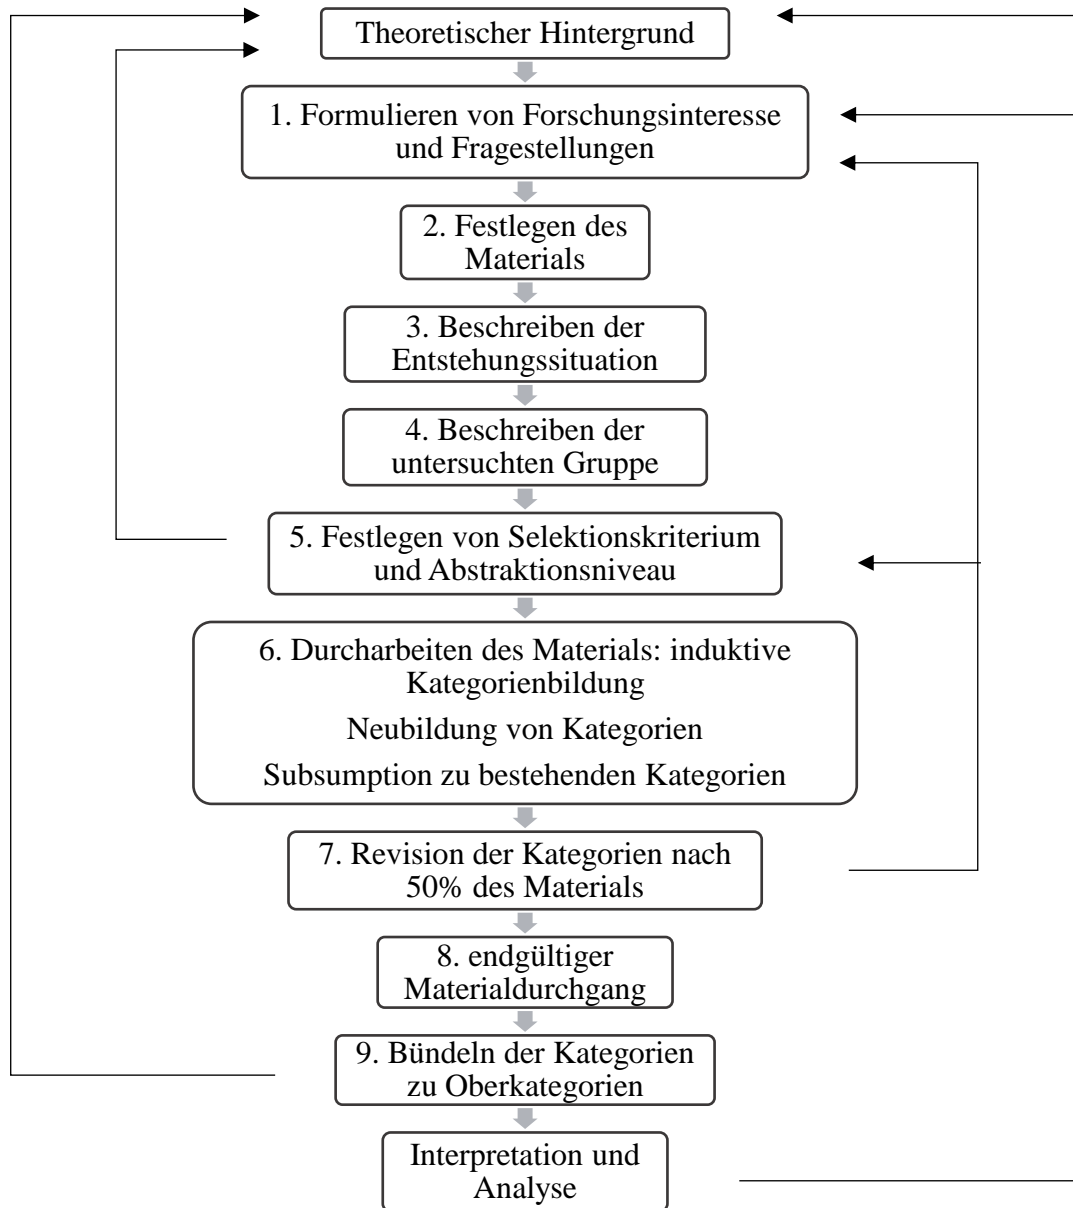 Theoretischer Hintergrund
1. Formulieren von Forschungsinteresse
und Fragestellungen
2. Festlegen des
Materials
3. Beschreiben der
Entstehungssituation
4. Beschreiben der
untersuchten Gruppe
5. Festlegen von Selektionskriterium
und Abstraktionsniveau
6. Durcharbeiten des Materials: induktive
Kategorienbildung
Neubildung von Kategorien
Subsumption zu bestehenden Kategorien
7. Revision der Kategorien nach
50% des Materials
8. endgültiger
Materialdurchgang
9. Bündeln der Kategorien
zu Oberkategorien
Interpretation und
Analyse